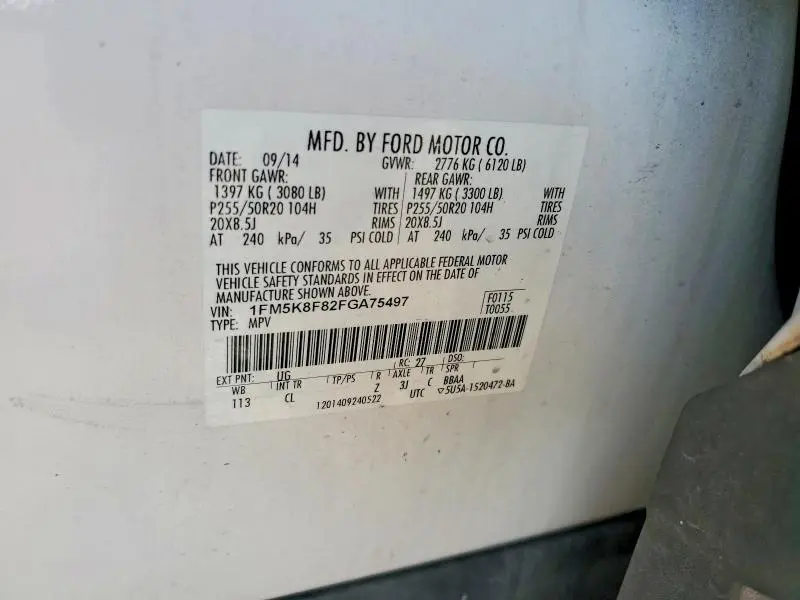 MFD. BY FORD MOTOR CO.
DATE: 09/14 GVWR: 2776 KG ( 6120 LB)
FRONT GAWR: REAR GAWR:
1397 KG ( 3080 LB) WITH 1497 KG ( 3300 LB) WITH
P255/50R20 104H TIRES P255/50R20 104H TIRES
20X8.5J RIMS 20X8.5J RIMS
AT 240 kPa/ 35 PSI COLD AT 240 kPa/ 35 PSI COLD
THIS VEHICLE CONFORMS TO ALL APPLICABLE FEDERAL MOTOR
VEHICLE SAFETY STANDARDS IN EFFECT ON THE DATE OF
MANUFACTURE SHOWN ABOVE.
VIN: 1FM5K8F82FGA75497 F0115
TYPE: MPV T0055
EXT PNT: UG RC: 27 DSO:
WB INT TR TP/PS R AXLE TR SPR
113 CL Z 3J C BBAA
1201409240522 UTC ▽5U5A-1520472-BA